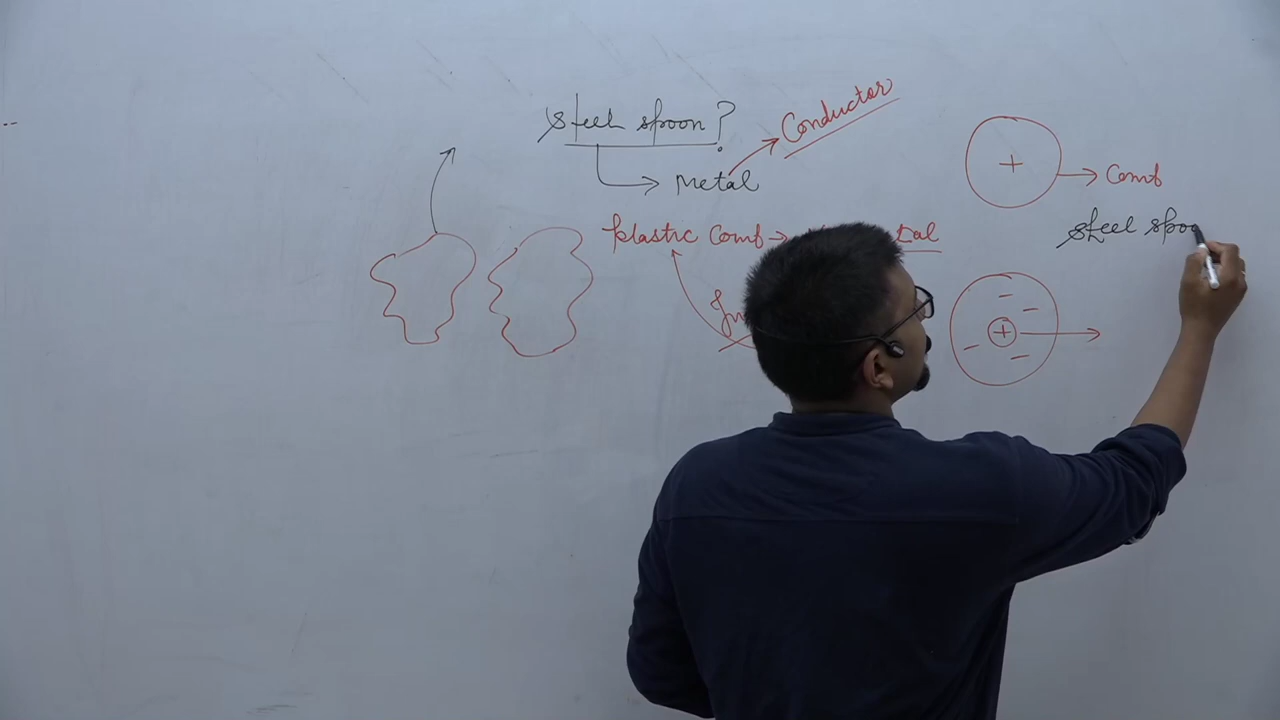 Steel spoon?
Conductor
Metal
Plastic Comb →
+ → Comb
Steel spoo
- - - -
+